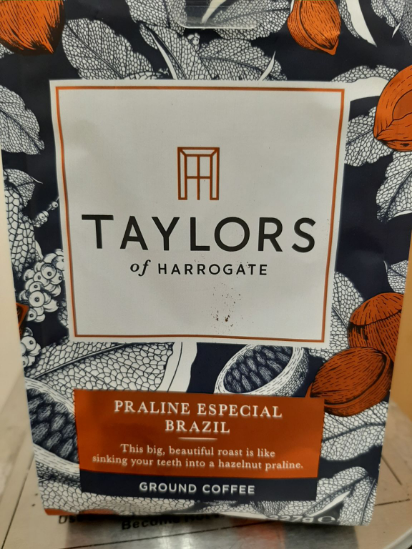 TAYLORS
of HARROGATE
PRALINE ESPECIAL
BRAZIL
This big, beautiful roast is like
sinking your teeth into a hazelnut praline.
GROUND COFFEE